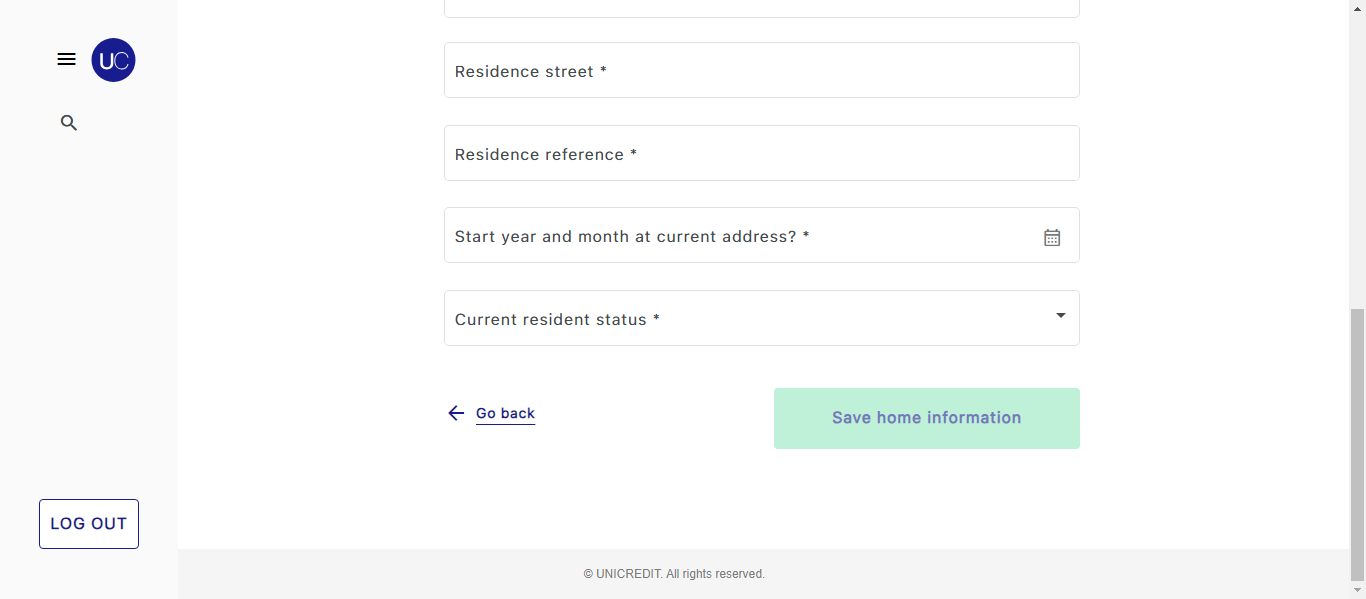 UC
Residence street *
Residence reference *
Start year and month at current address? *
Current resident status *
Go back
Save home information
LOG OUT
© UNICREDIT. All rights reserved.